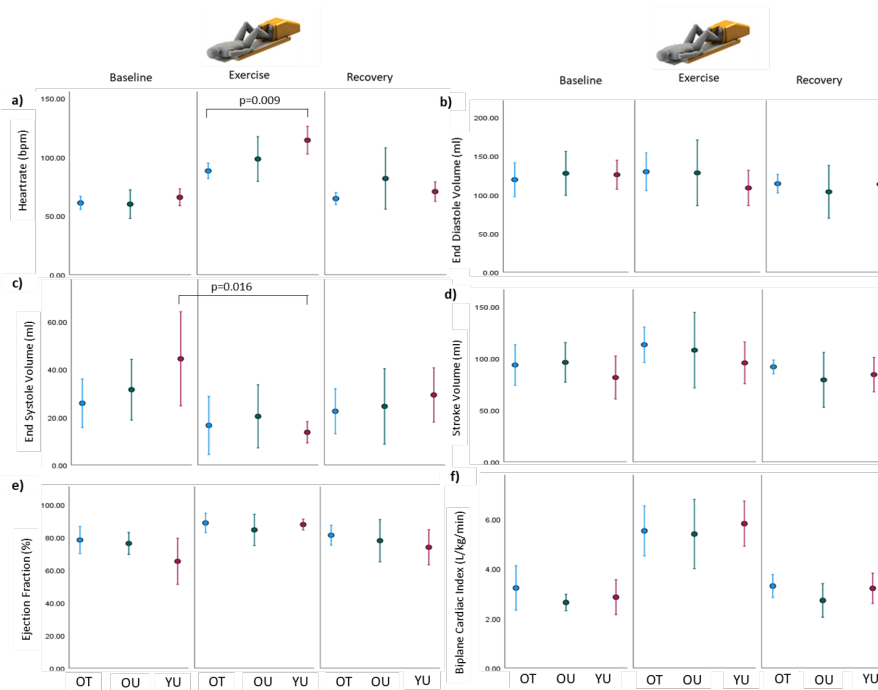 Baseline Exercise Recovery
Baseline Exercise Recovery
a)
Heartrate (bpm)
150.00
100.00
50.00
0.00
p=0.009
b)
End Diastole Volume (ml)
200.00
150.00
100.00
50.00
0.00
c)
End Systole Volume (ml)
60.00
40.00
20.00
0.00
p=0.016
d)
Stroke Volume (ml)
150.00
100.00
50.00
0.00
e)
Ejection Fraction (%)
100.00
80.00
60.00
40.00
20.00
0.00
f)
Biplane Cardiac Index (L/kg/min)
6.00
4.00
2.00
0.00
OT OU YU OT OU YU OT OU YU
OT OU YU OT OU YU OT OU YU